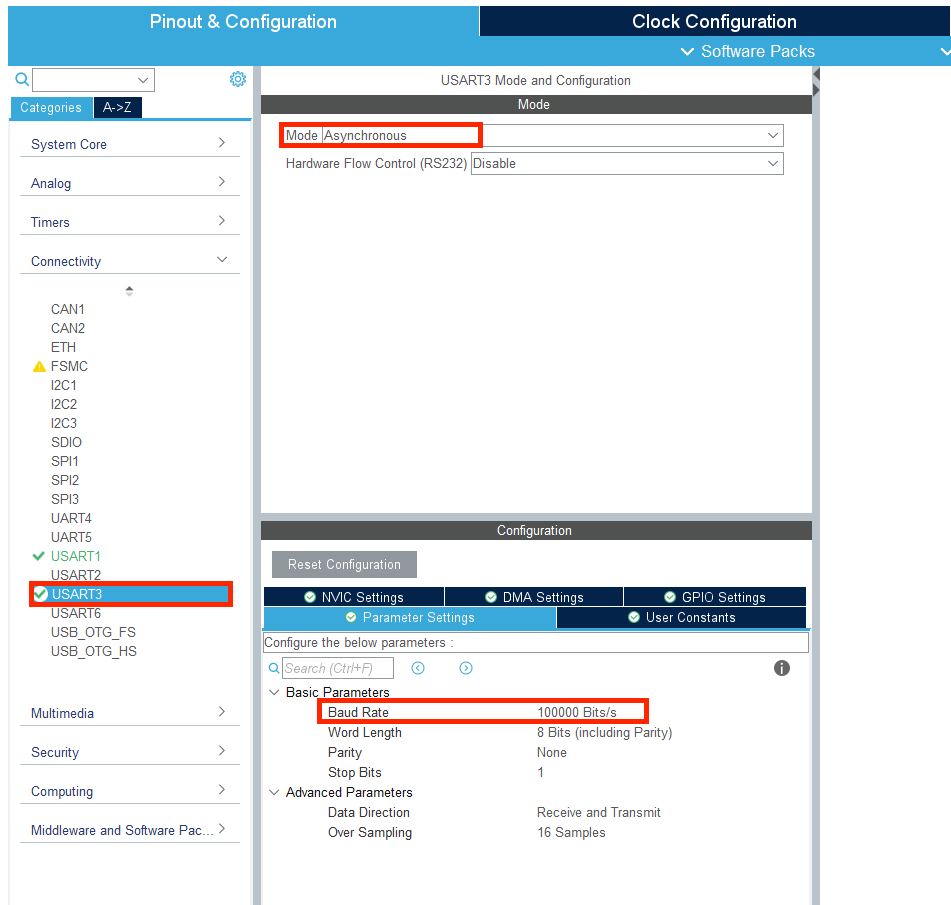 Pinout & Configuration
Clock Configuration
Software Packs
Categories
A->Z
System Core
Analog
Timers
Connectivity
CAN1
CAN2
ETH
FSMC
I2C1
I2C2
I2C3
SDIO
SPI1
SPI2
SPI3
UART4
UART5
USART1
USART2
USART3
USART6
USB_OTG_FS
USB_OTG_HS
Multimedia
Security
Computing
Middleware and Software Pac...
USART3 Mode and Configuration
Mode
Mode Asynchronous
Hardware Flow Control (RS232) Disable
Configuration
Reset Configuration
NVIC Settings
DMA Settings
GPIO Settings
Parameter Settings
User Constants
Configure the below parameters :
Search (Ctrl+F)
Basic Parameters
Baud Rate 100000 Bits/s
Word Length 8 Bits (including Parity)
Parity None
Stop Bits 1
Advanced Parameters
Data Direction Receive and Transmit
Over Sampling 16 Samples